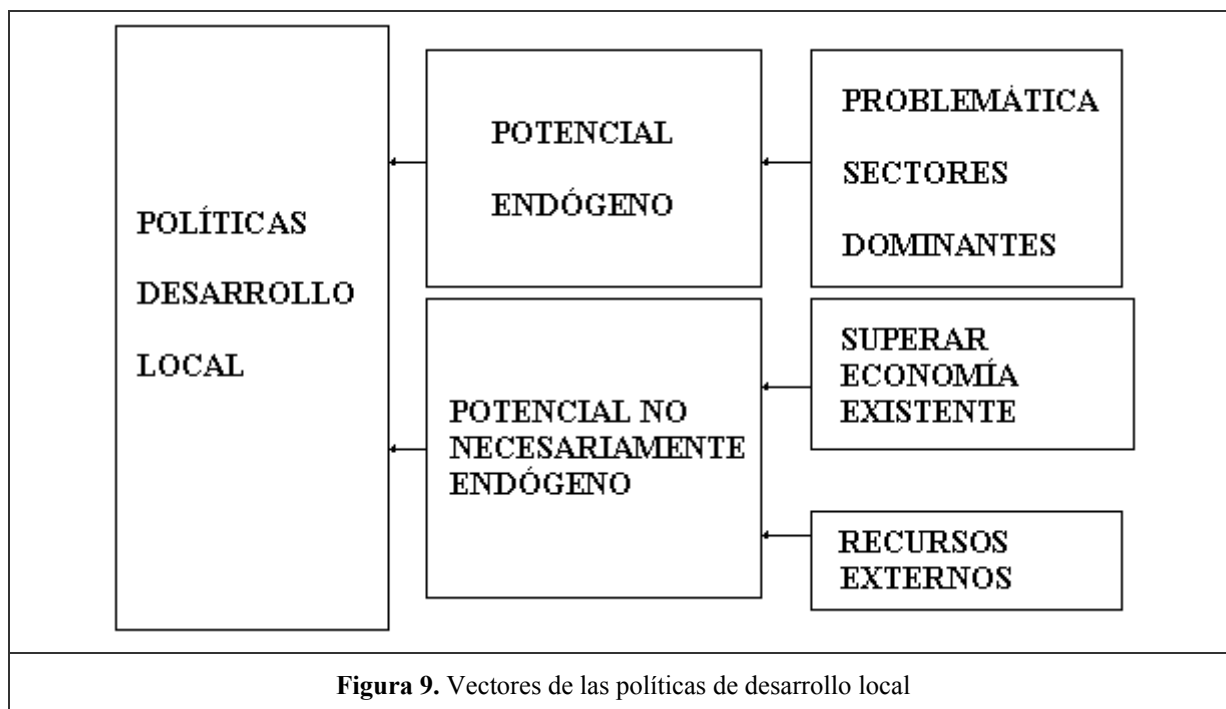 POLÍTICAS
DESARROLLO
LOCAL
POTENCIAL
ENDÓGENO
PROBLEMÁTICA
SECTORES
DOMINANTES
POTENCIAL NO
NECESARIAMENTE
ENDÓGENO
SUPERAR
ECONOMÍA
EXISTENTE
RECURSOS
EXTERNOS
Figura 9. Vectores de las políticas de desarrollo local